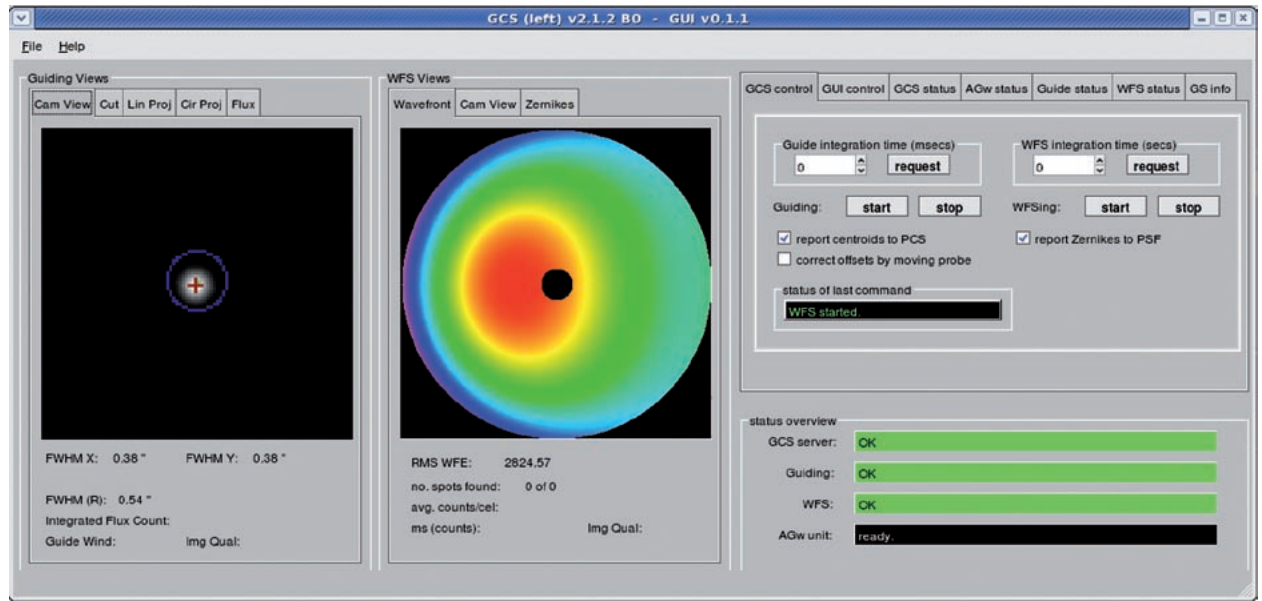 GCS (left) v2.1.2 B0 - GUI v0.1.1
File Help
Guiding Views
Cam View Cut Lin Proj Cir Proj Flux
FWHM X: 0.38 " FWHM Y: 0.38 "
FWHM (R): 0.54 "
Integrated Flux Count:
Guide Wind: Img Qual:
WFS Views
Wavefront Cam View Zernikes
RMS WFE: 2824.57
no. spots found: 0 of 0
avg. counts/cel:
ms (counts): Img Qual:
GCS control GUI control GCS status AGw status Guide status WFS status GS info
Guide integration time (msecs) WFS integration time (secs)
0 request 0 request
Guiding: start stop WFSing: start stop
report centroids to PCS report Zernikes to PSF
correct offsets by moving probe
status of last command
WFS started.
status overview
GCS server: OK
Guiding: OK
WFS: OK
AGw unit: ready.